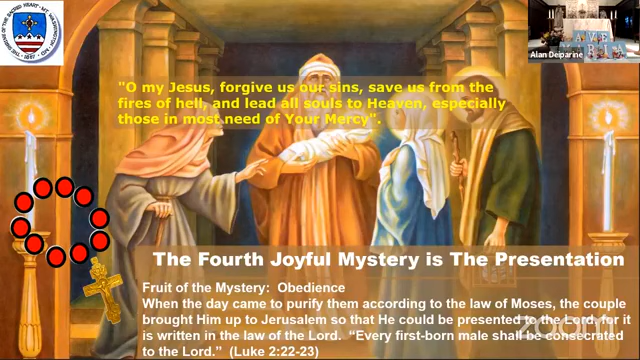 "O my Jesus, forgive us our sins, save us from the
fires of hell, and lead all souls to Heaven, especially
those in most need of Your Mercy".
AVE
MARIA
Alan Deiparine
The Fourth Joyful Mystery is The Presentation
Fruit of the Mystery: Obedience
When the day came to purify them according to the law of Moses, the couple
brought Him up to Jerusalem so that He could be presented to the Lord, for it
is written in the law of the Lord. “Every first-born male shall be consecrated
to the Lord.” (Luke 2:22-23)
zoom